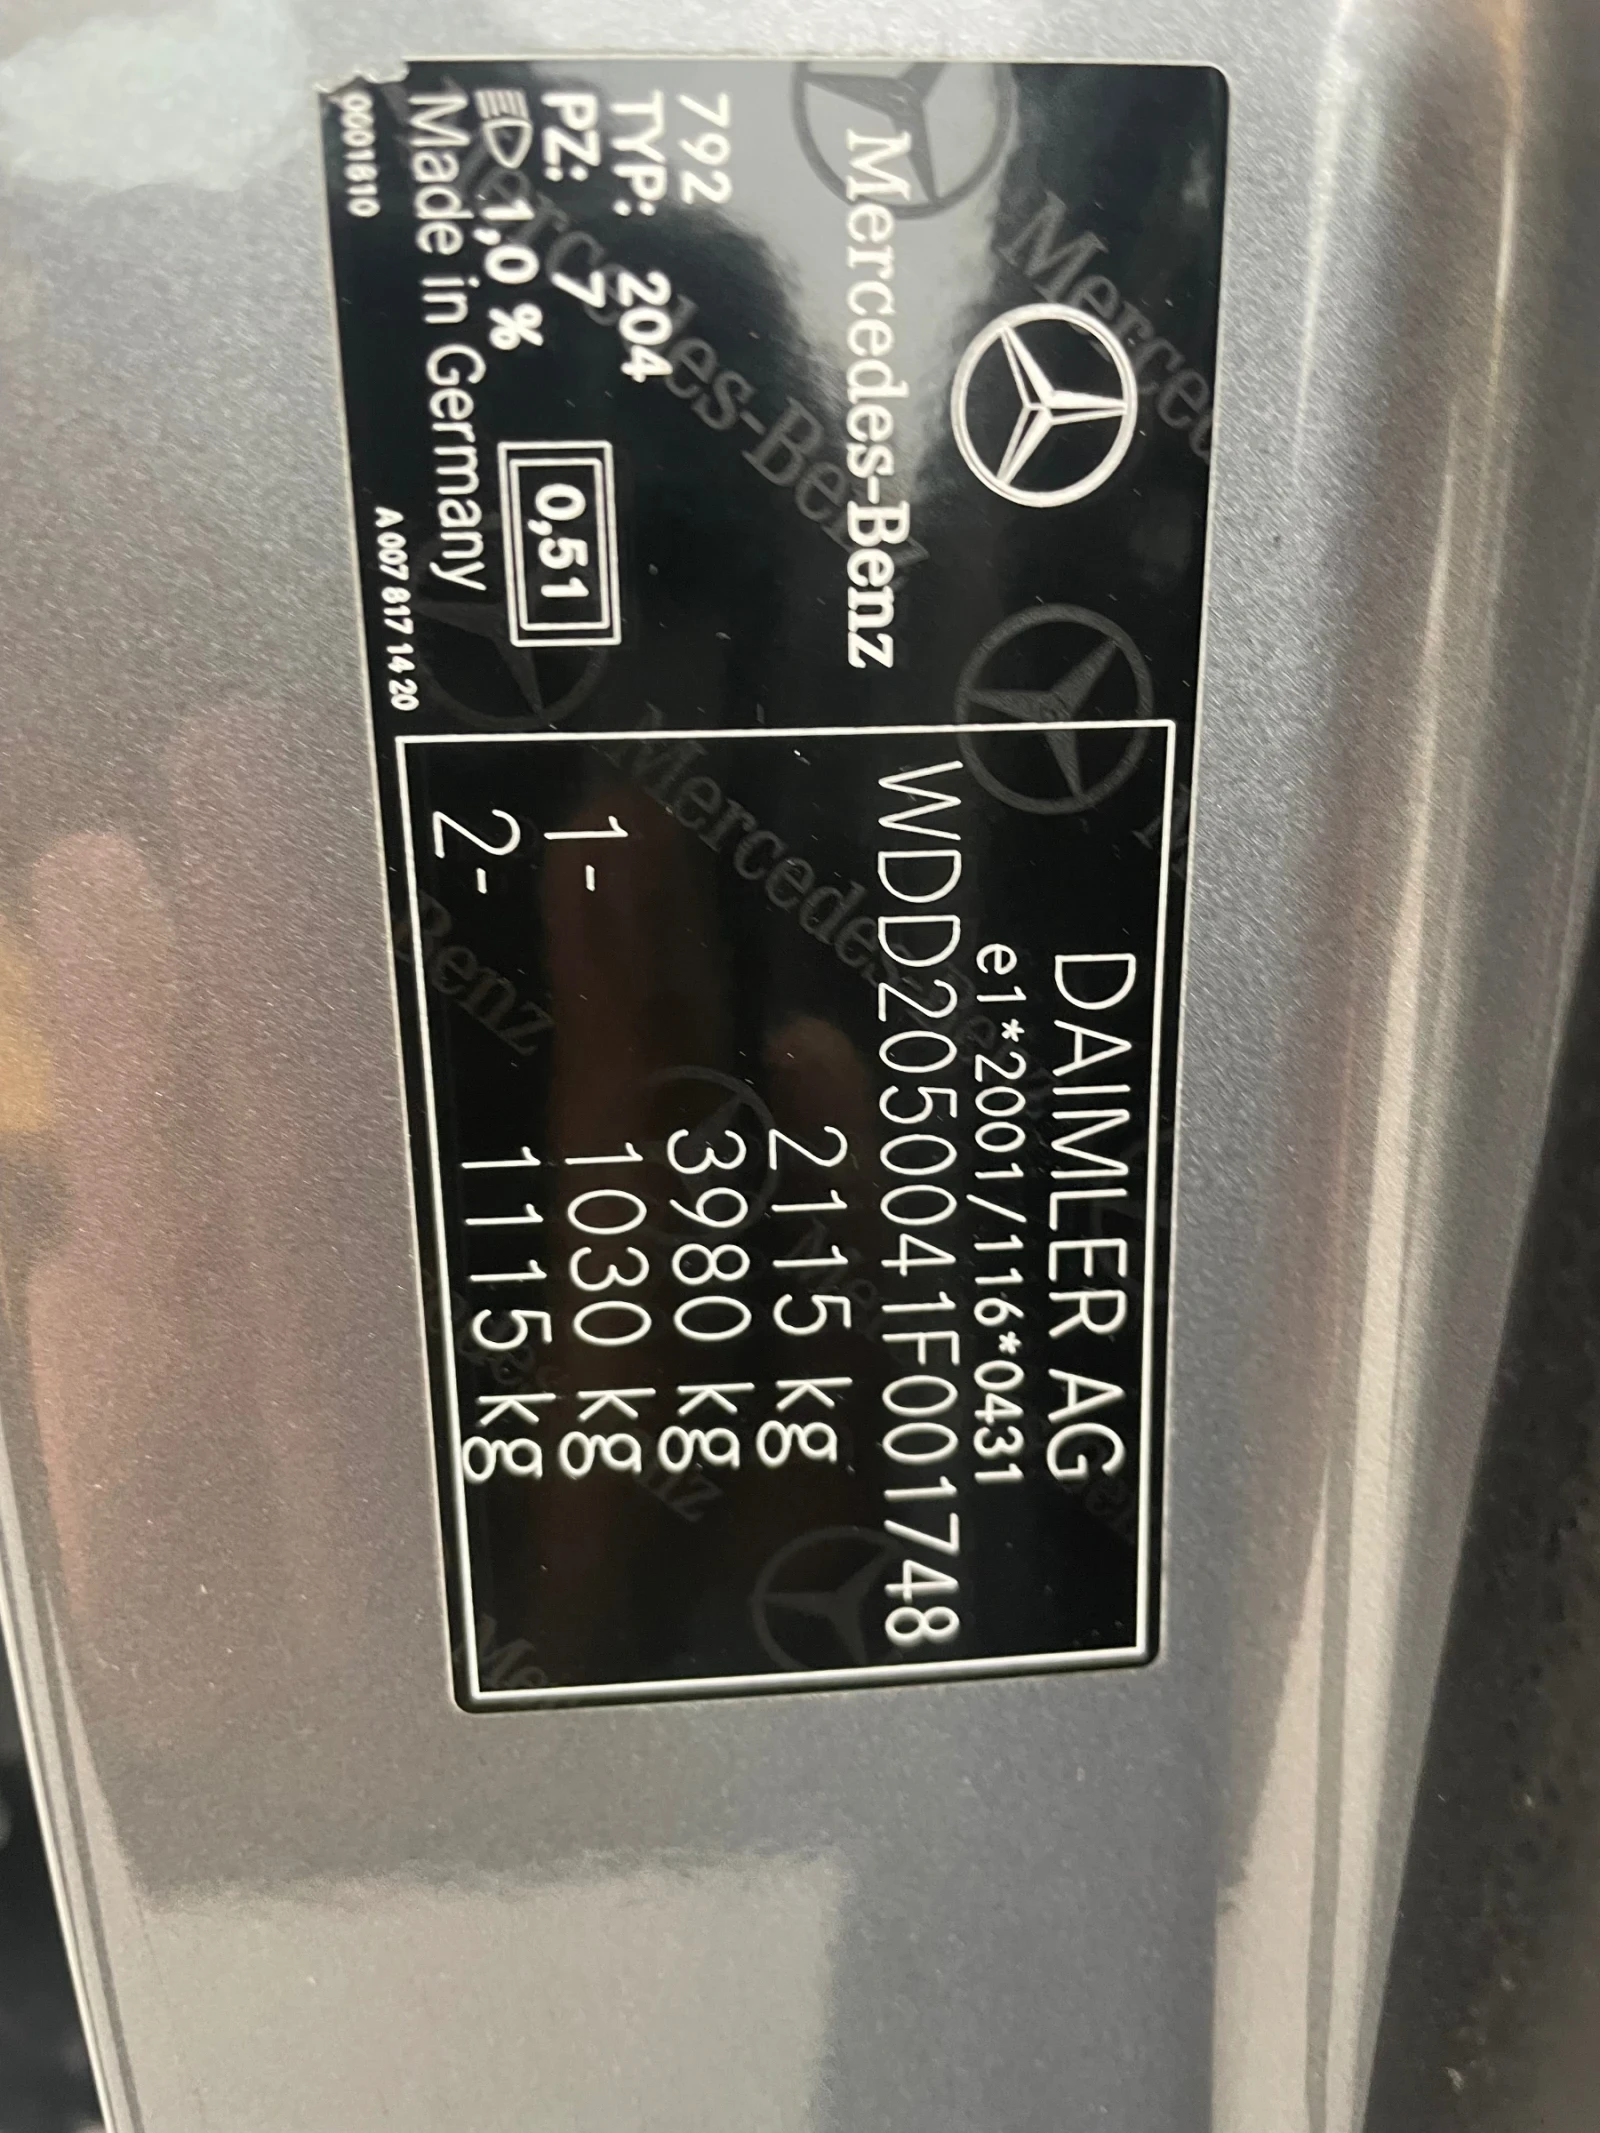 Mercedes-Benz
792
TYP: 204
PZ: 7
1,0 %
0,51
Made in Germany
0001610
A 007 817 14 20
DAIMLER AG
e1*2001/116*0431
WDD2050041F001748
2115 kg
3980 kg
1- 1030 kg
2- 1115 kg